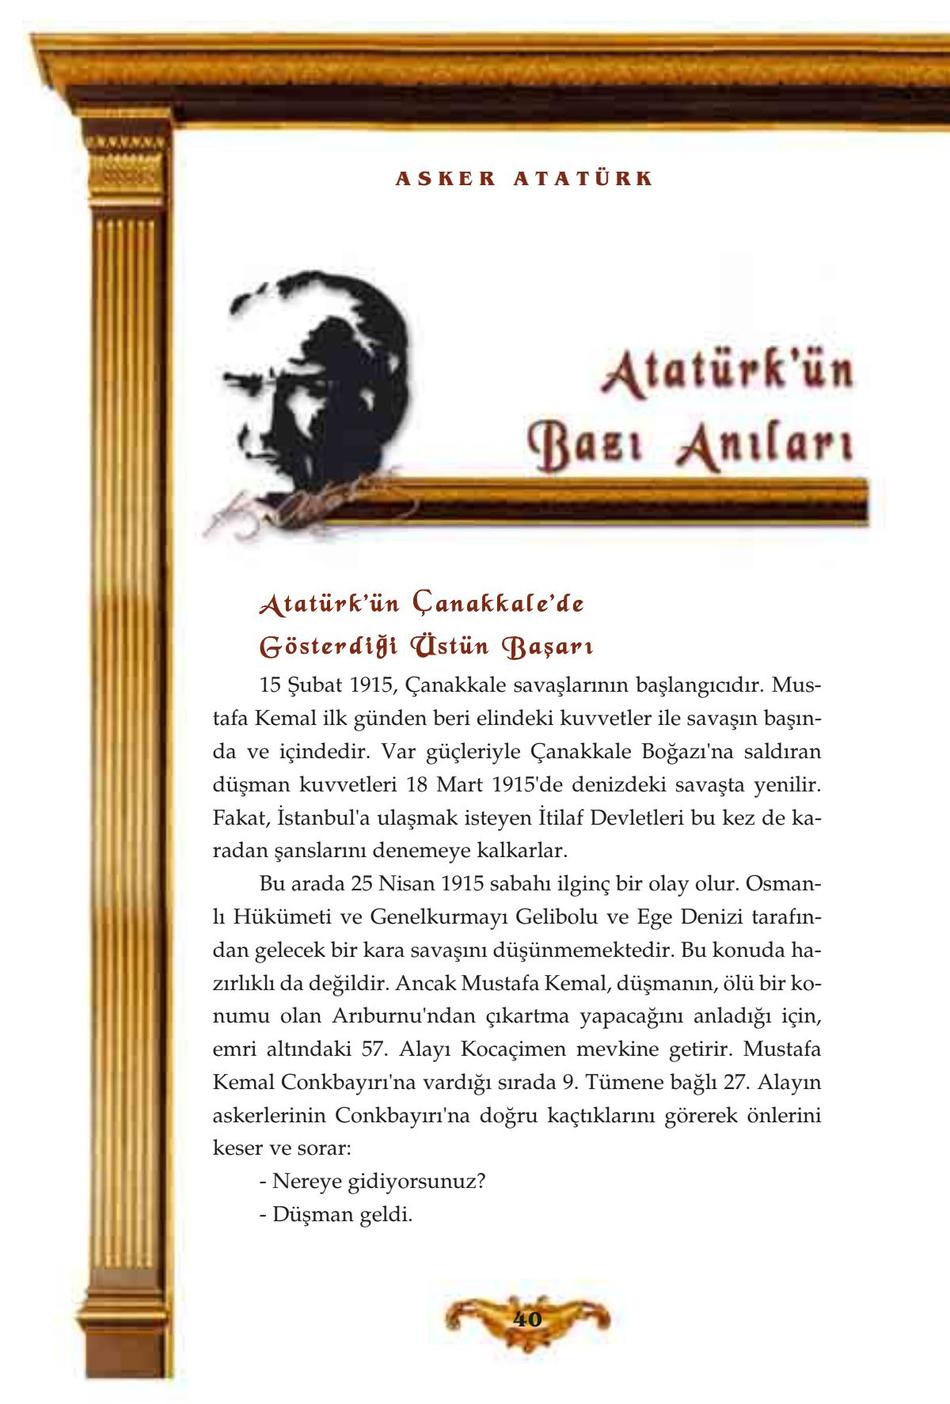 ASKER ATATÜRK
Atatürk'ün
Bazı Anıları
Atatürk'ün Çanakkale'de
Gösterdiği Üstün Başarı
15 Şubat 1915, Çanakkale savaşlarının başlangıcıdır. Mus-
tafa Kemal ilk günden beri elindeki kuvvetler ile savaşın başın-
da ve içindedir. Var güçleriyle Çanakkale Boğazı'na saldıran
düşman kuvvetleri 18 Mart 1915'de denizdeki savaşta yenilir.
Fakat, İstanbul'a ulaşmak isteyen İtilaf Devletleri bu kez de ka-
radan şanslarını denemeye kalkarlar.
Bu arada 25 Nisan 1915 sabahı ilginç bir olay olur. Osman-
lı Hükümeti ve Genelkurmayı Gelibolu ve Ege Denizi tarafın-
dan gelecek bir kara savaşını düşünmemektedir. Bu konuda ha-
zırlıklı da değildir. Ancak Mustafa Kemal, düşmanın, ölü bir ko-
numu olan Arıburnu'ndan çıkartma yapacağını anladığı için,
emri altındaki 57. Alayı Kocaçimen mevkine getirir. Mustafa
Kemal Conkbayırı'na vardığı sırada 9. Tümene bağlı 27. Alayın
askerlerinin Conkbayırı'na doğru kaçtıklarını görerek önlerini
keser ve sorar:
- Nereye gidiyorsunuz?
- Düşman geldi.
40